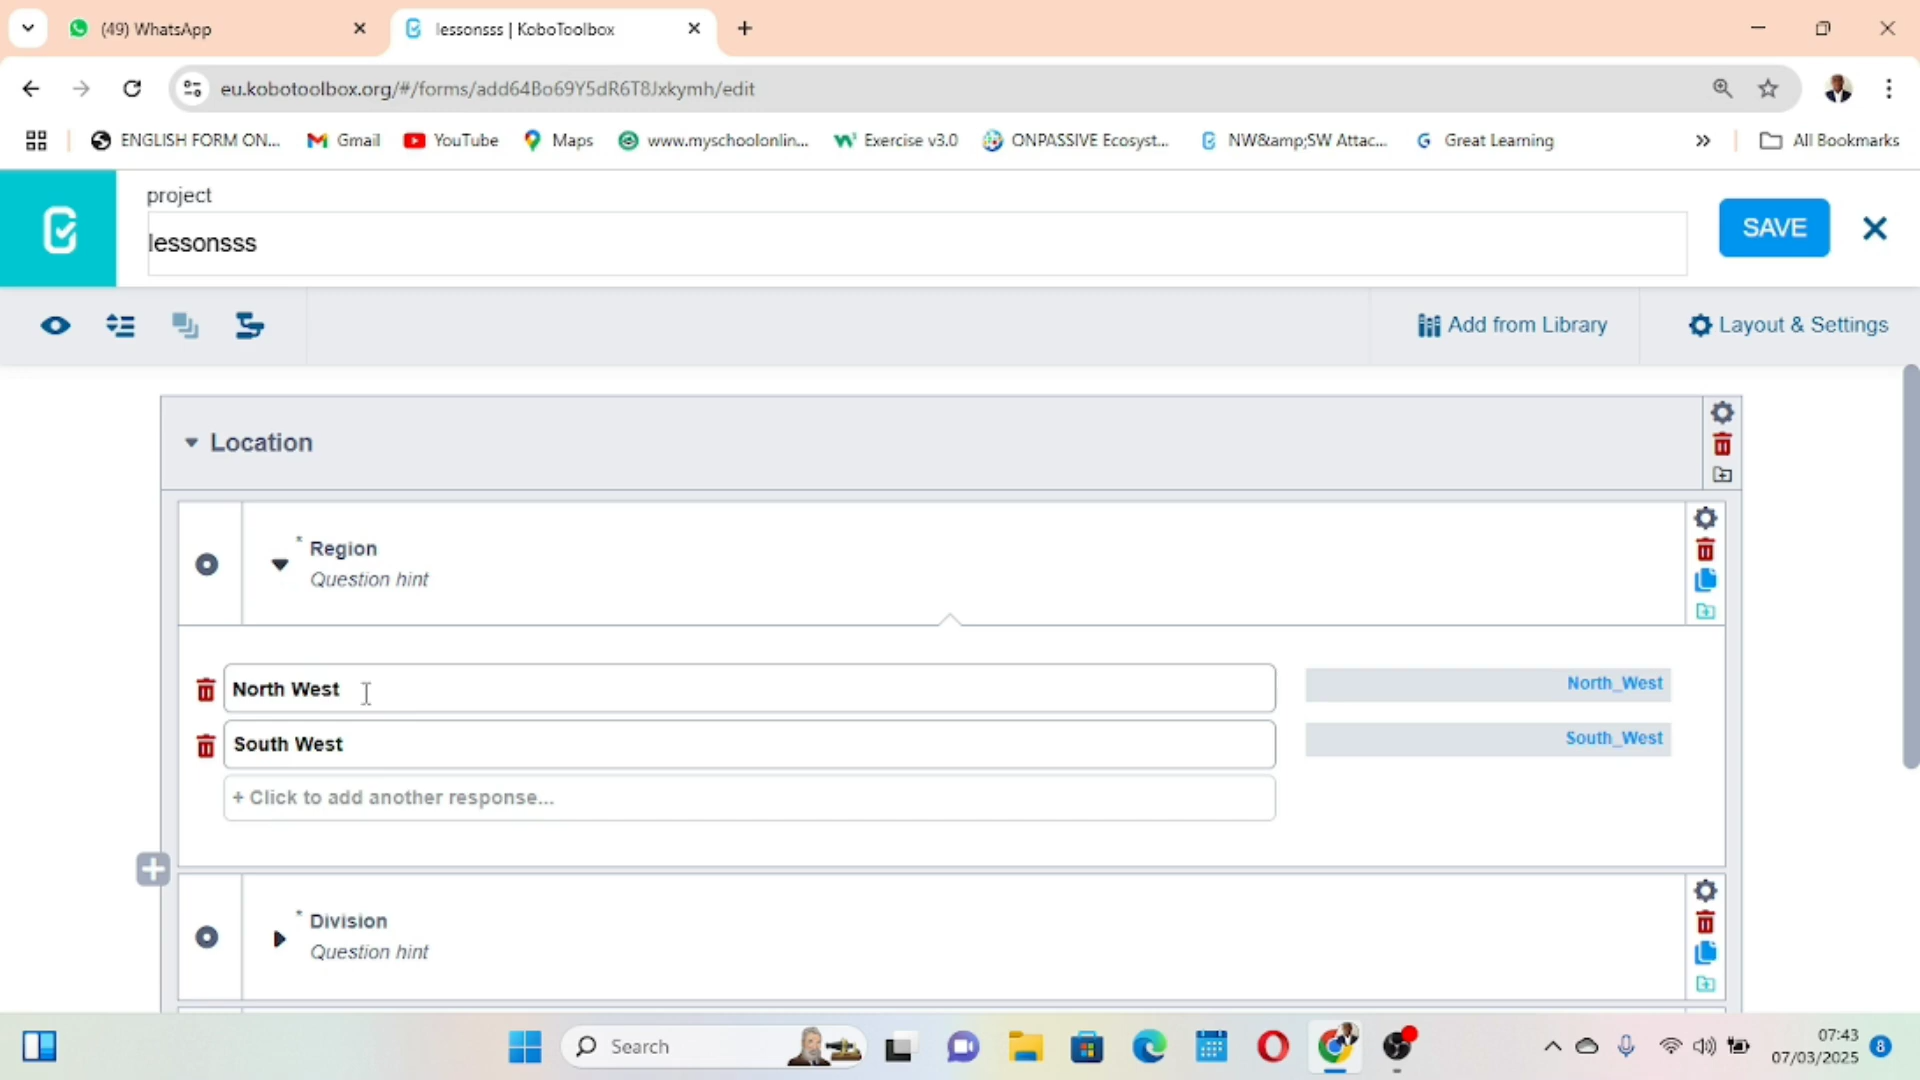 (49) WhatsApp
lessonsss | KoboToolbox
eu.kobotoolbox.org/#/forms/add64Bo69Y5dR6T8Jxkymh/edit
ENGLISH FORM ON...
Gmail
YouTube
Maps
www.myschoolonlin...
Exercise v3.0
ONPASSIVE Ecosyst...
NW&amp;SW Attac...
Great Learning
All Bookmarks
project
lessonsss
SAVE
Add from Library
Layout & Settings
Location
* Region
Question hint
North West
North_West
South West
South_West
+ Click to add another response...
* Division
Question hint
Search
07:43
07/03/2025
8